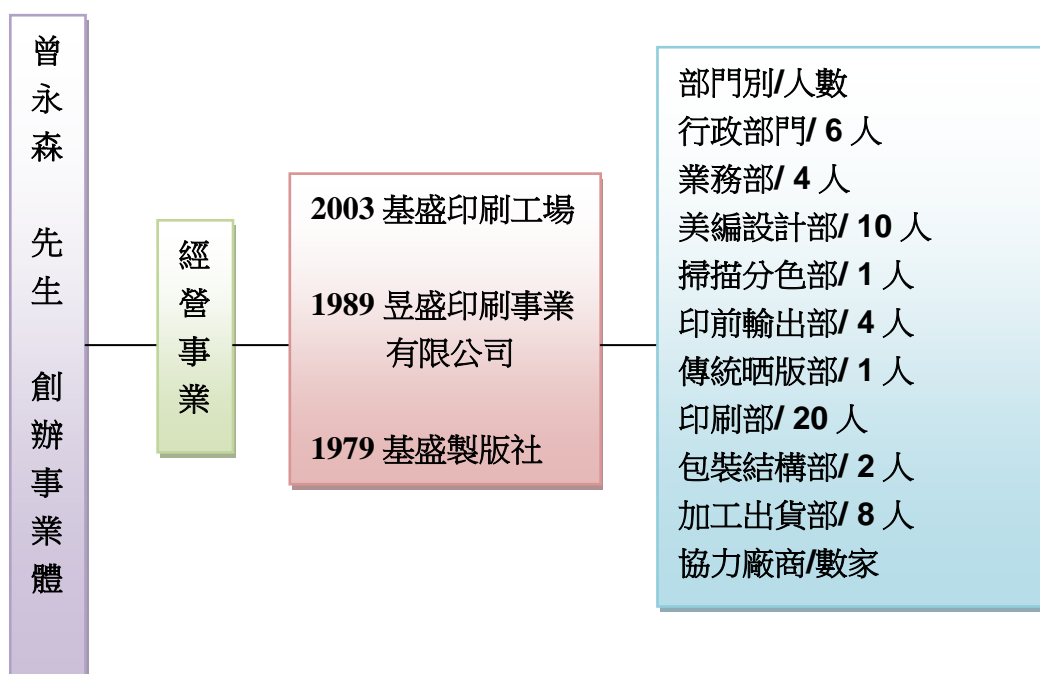 曾永森 先生 創辦事業體
經營事業
2003 基盛印刷工場
1989 昱盛印刷事業
有限公司
1979 基盛製版社
部門別/人數
行政部門/ 6 人
業務部/ 4 人
美編設計部/ 10 人
掃描分色部/ 1 人
印前輸出部/ 4 人
傳統晒版部/ 1 人
印刷部/ 20 人
包裝結構部/ 2 人
加工出貨部/ 8 人
協力廠商/數家